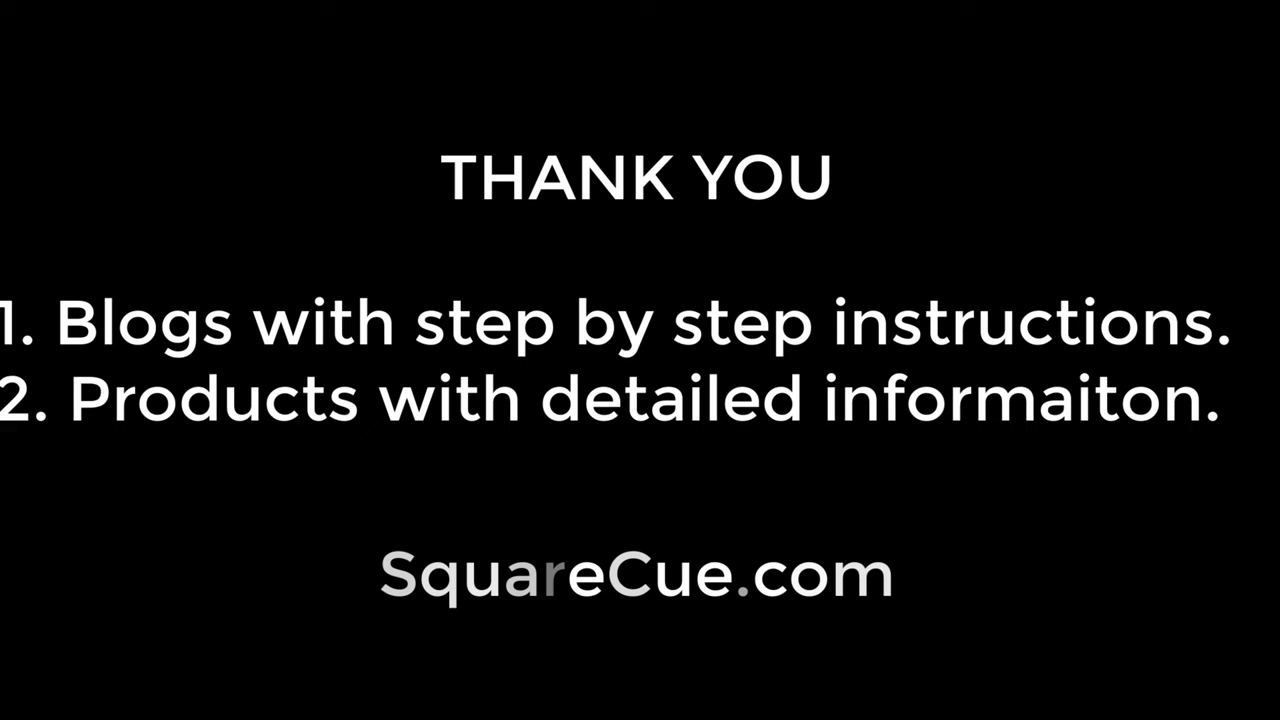 THANK YOU
1. Blogs with step by step instructions.
2. Products with detailed informaiton.
SquareCue.com